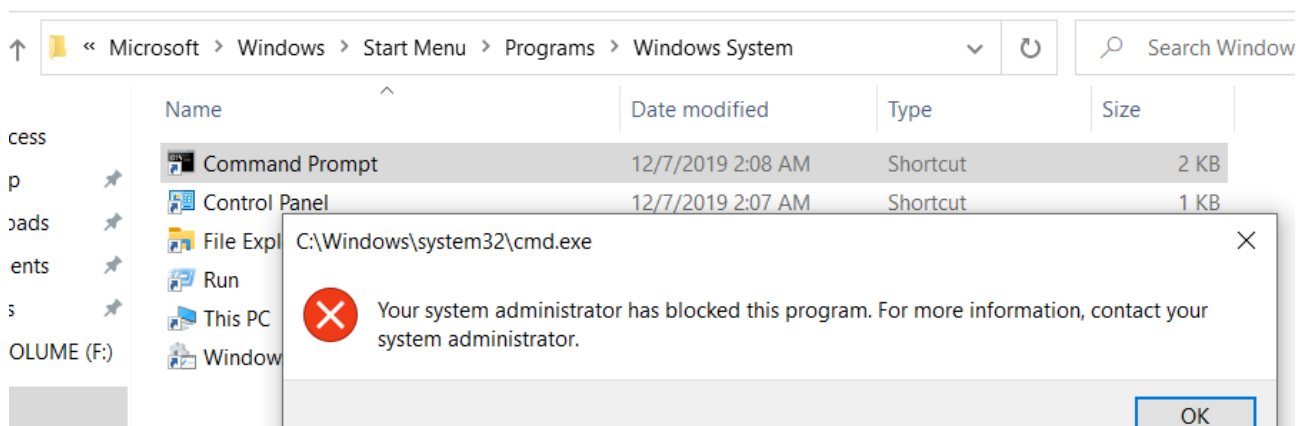 « Microsoft > Windows > Start Menu > Programs > Windows System
Search Window
Name Date modified Type Size
cess
Command Prompt 12/7/2019 2:08 AM Shortcut 2 KB
p
Control Panel 12/7/2019 2:07 AM Shortcut 1 KB
oads
File Expl
C:\Windows\system32\cmd.exe
ents
Run
Your system administrator has blocked this program. For more information, contact your
system administrator.
s
This PC
OLUME (F:)
Window
OK